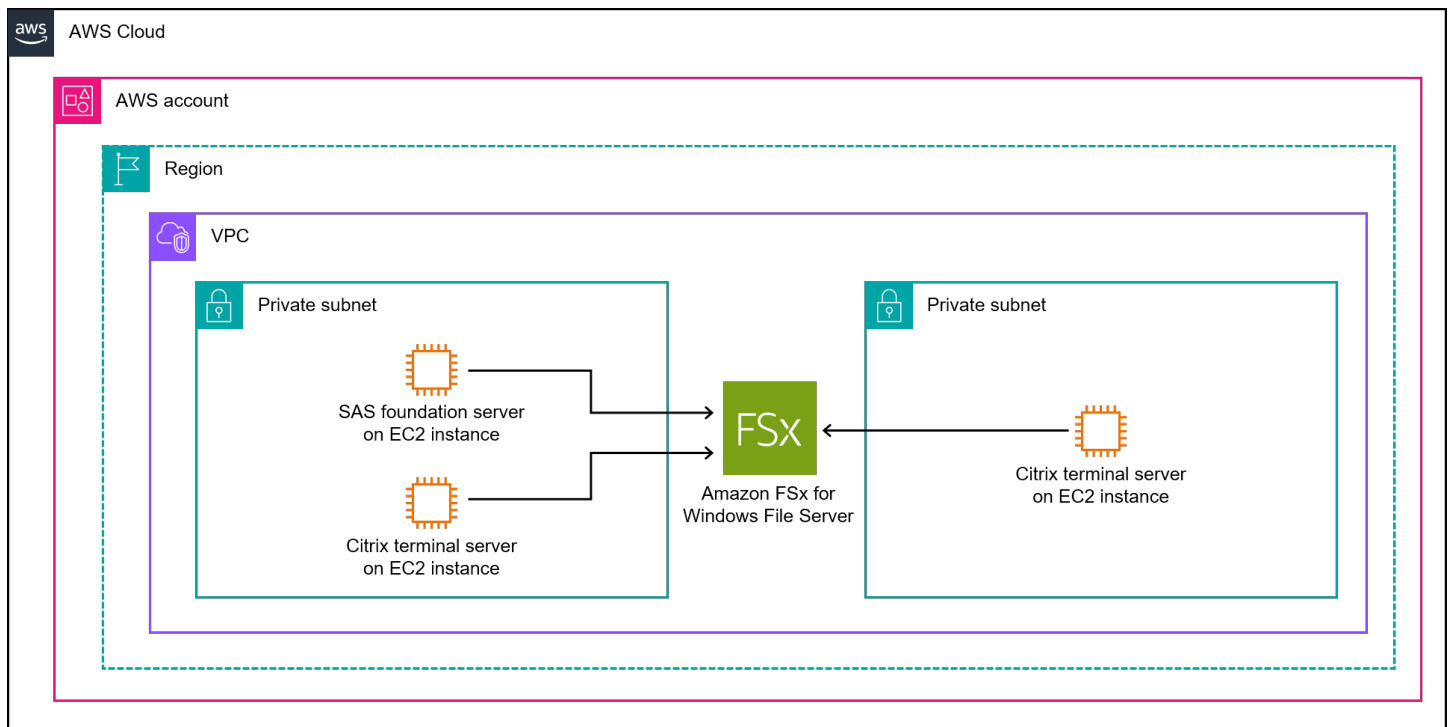 aws
AWS Cloud
AWS account
Region
VPC
Private subnet
SAS foundation server
on EC2 instance
Citrix terminal server
on EC2 instance
FSx
Amazon FSx for
Windows File Server
Private subnet
Citrix terminal server
on EC2 instance